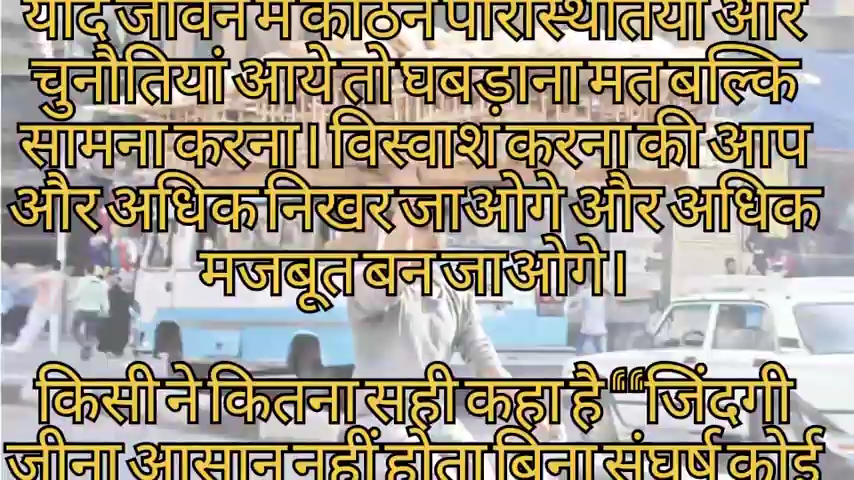 यदि जीवन में कठिन परिस्थितियां और
चुनौतियां आये तो घबड़ाना मत बल्कि
सामना करना। विस्वाश करना की आप
और अधिक निखर जाओगे और अधिक
मजबूत बन जाओगे।
किसी ने कितना सही कहा है ““जिंदगी
जीना आसान नहीं होता बिना संघर्ष कोई